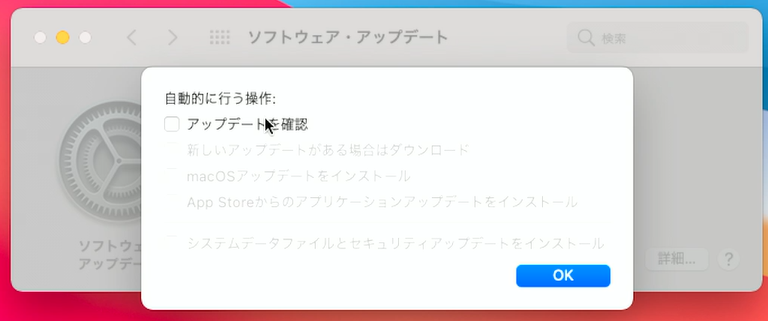 ソフトウェア・アップデート
検索
自動的に行う操作:
アップデートを確認
新しいアップデートがある場合はダウンロード
macOSアップデートをインストール
App Storeからのアプリケーションアップデートをインストール
システムデータファイルとセキュリティアップデートをインストール
ソフトウェ
アップデー
OK
詳細...
?